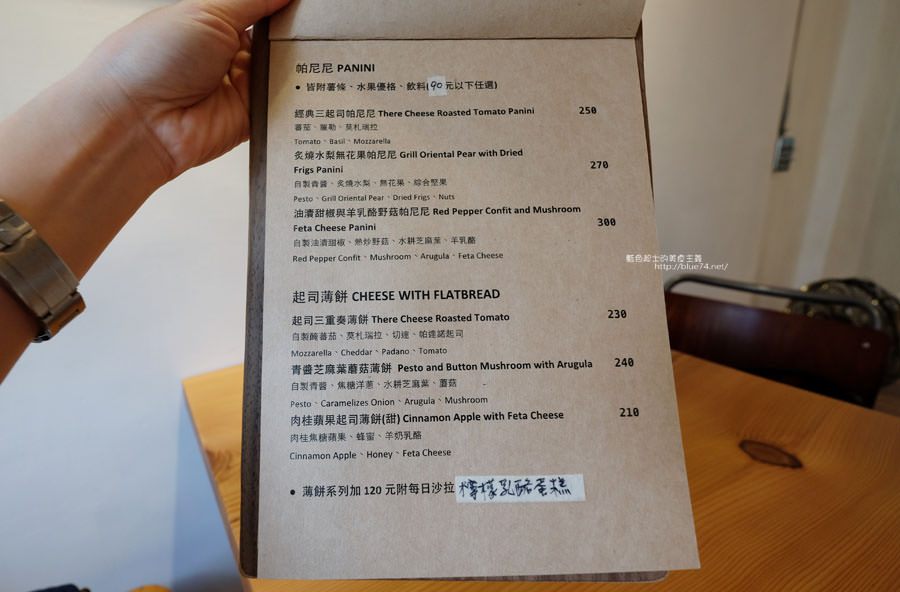 帕尼尼 PANINI
● 皆附薯條、水果優格、飲料(90元以下任選)
經典三起司帕尼尼 There Cheese Roasted Tomato Panini 250
蕃茄、羅勒、莫札瑞拉
Tomato、Basil、Mozzarella
炙燒水梨無花果帕尼尼 Grill Oriental Pear with Dried
Frigs Panini 270
自製青醬、炙燒水梨、無花果、綜合堅果
Pesto、Grill Oriental Pear、Dried Frigs、Nuts
油漬甜椒與羊乳酪野菇帕尼尼 Red Pepper Confit and Mushroom
Feta Cheese Panini 300
自製油漬甜椒、熱炒野菇、水耕芝麻葉、羊乳酪
Red Pepper Confit、Mushroom、Arugula、Feta Cheese
藍色起士的美食主義
http://blue74.net/
起司薄餅 CHEESE WITH FLATBREAD
起司三重奏薄餅 There Cheese Roasted Tomato 230
自製醃蕃茄、莫札瑞拉、切達、帕達諾起司
Mozzarella、Cheddar、Padano、Tomato
青醬芝麻葉蘑菇薄餅 Pesto and Button Mushroom with Arugula 240
自製青醬、焦糖洋蔥、水耕芝麻葉、蘑菇
Pesto、Caramelizes Onion、Arugula、Mushroom
肉桂蘋果起司薄餅(甜) Cinnamon Apple with Feta Cheese 210
肉桂焦糖蘋果、蜂蜜、羊奶乳酪
Cinnamon Apple、Honey、Feta Cheese
● 薄餅系列加 120 元附每日沙拉 檸檬乳酪蛋糕